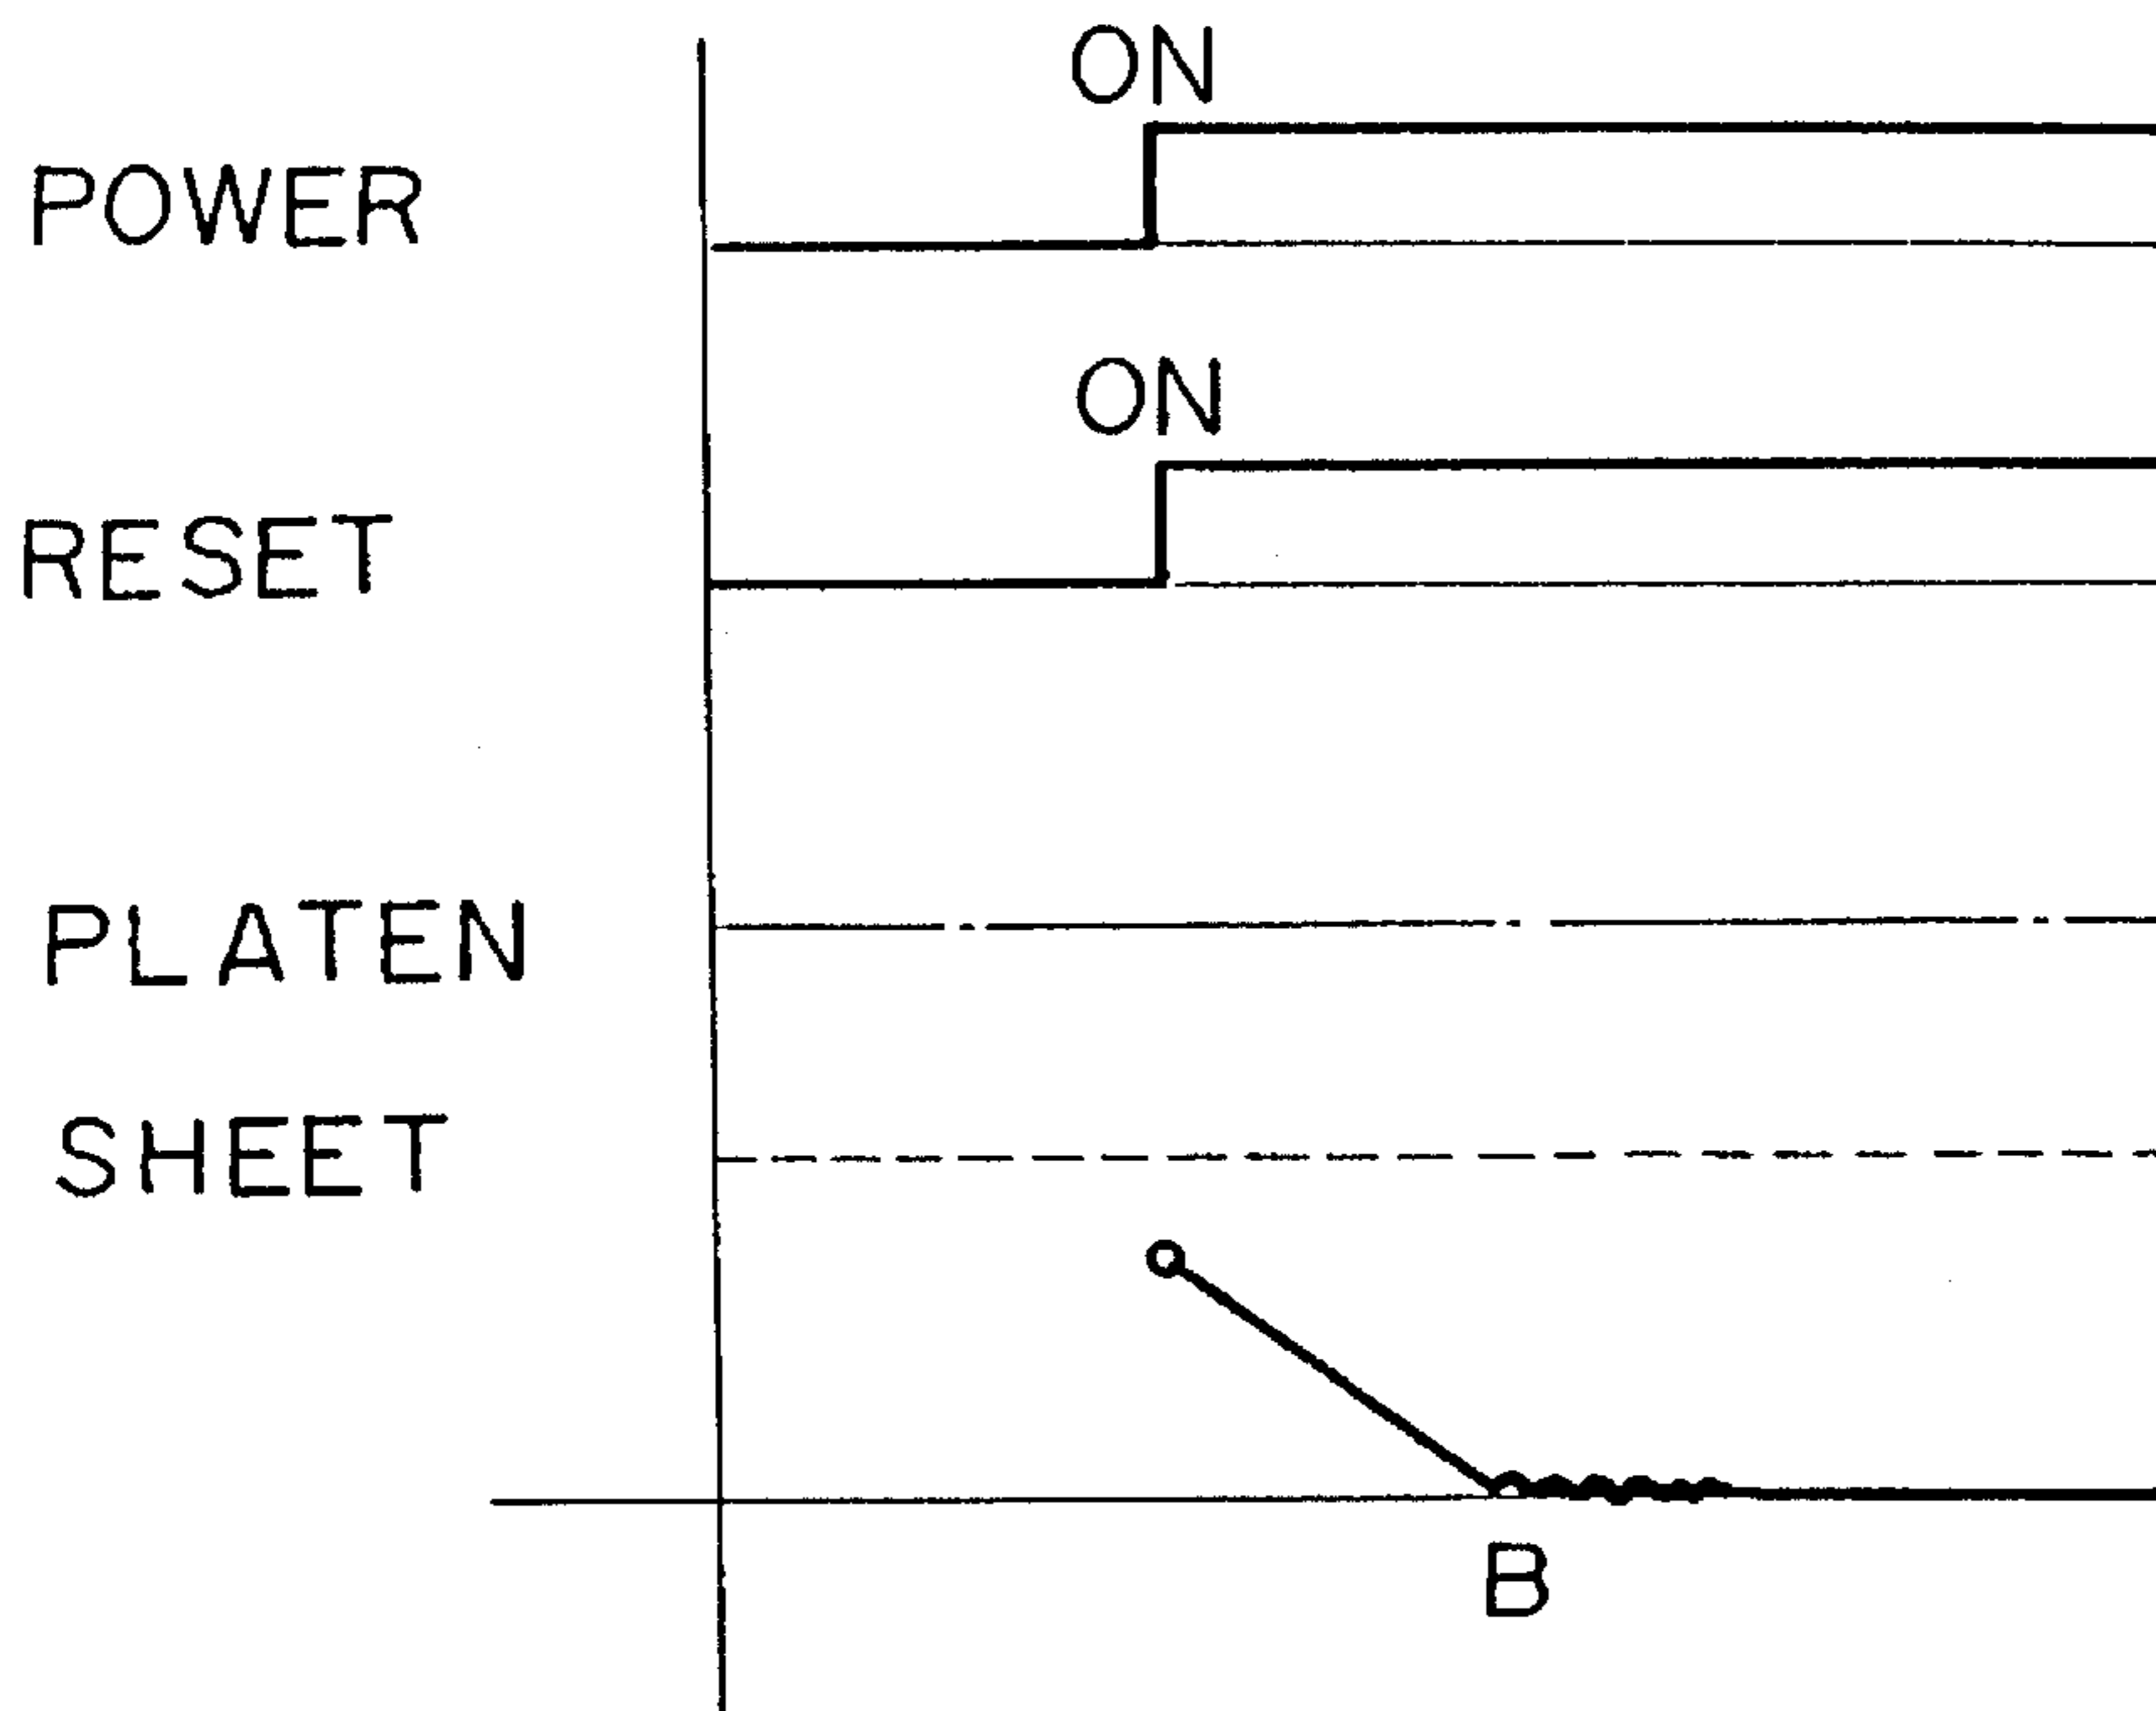 ON
POWER
ON
RESET
PLATEN
SHEET
B